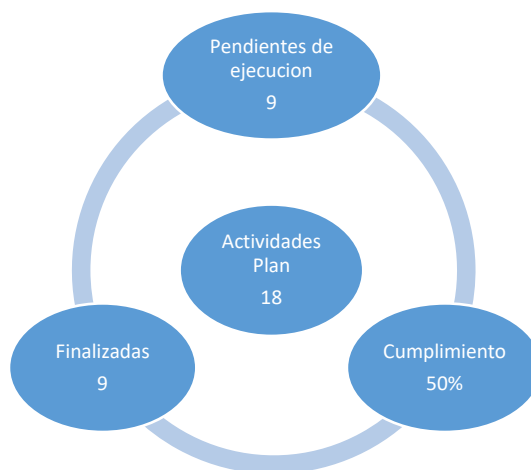 Pendientes de
ejecucion
9
Actividades
Plan
18
Finalizadas
9
Cumplimiento
50%